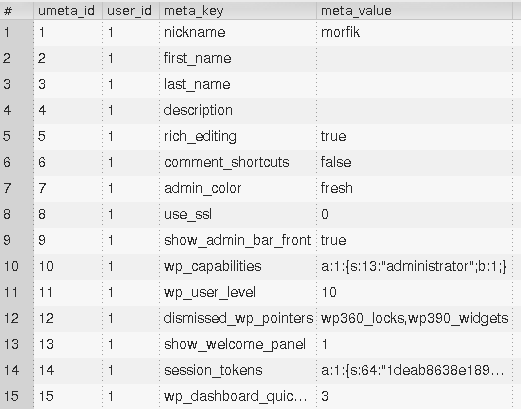 # umeta_id user_id meta_key meta_value
1 1 1 nickname morfik
2 2 1 first_name
3 3 1 last_name
4 4 1 description
5 5 1 rich_editing true
6 6 1 comment_shortcuts false
7 7 1 admin_color fresh
8 8 1 use_ssl 0
9 9 1 show_admin_bar_front true
10 10 1 wp_capabilities a:1:{s:13:"administrator";b:1;}
11 11 1 wp_user_level 10
12 12 1 dismissed_wp_pointers wp360_locks,wp390_widgets
13 13 1 show_welcome_panel 1
14 14 1 session_tokens a:1:{s:64:"1deab8638e189...
15 15 1 wp_dashboard_quic... 3